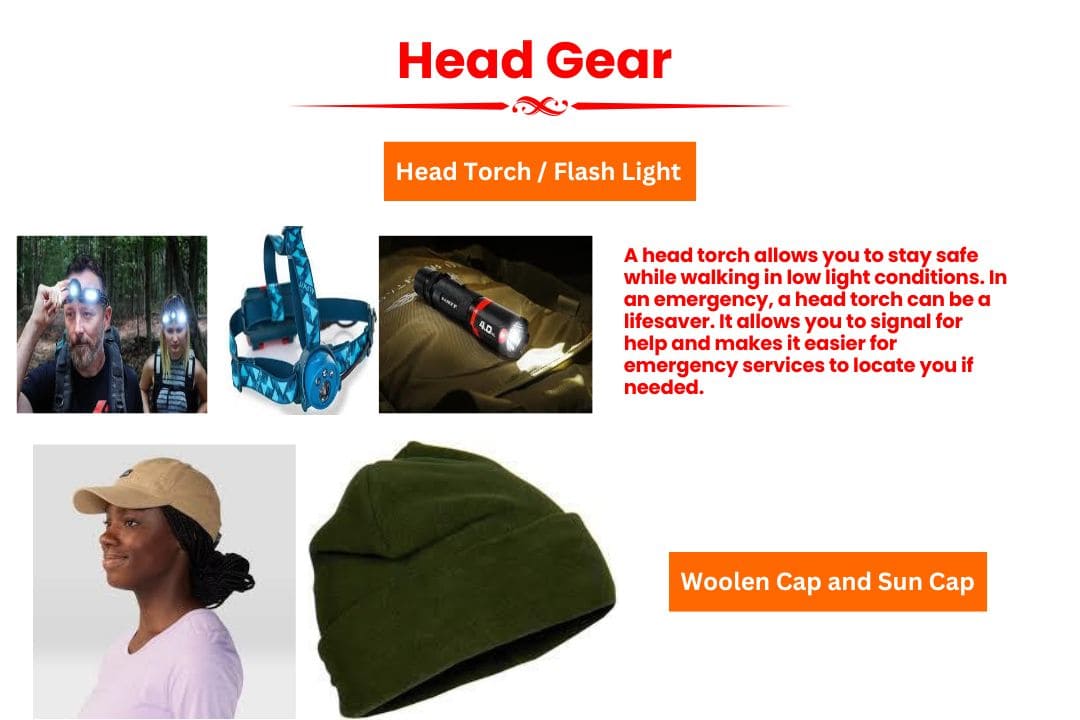 Head Gear
Head Torch / Flash Light
A head torch allows you to stay safe
while walking in low light conditions. In
an emergency, a head torch can be a
lifesaver. It allows you to signal for
help and makes it easier for
emergency services to locate you if
needed.
4.0
Woolen Cap and Sun Cap